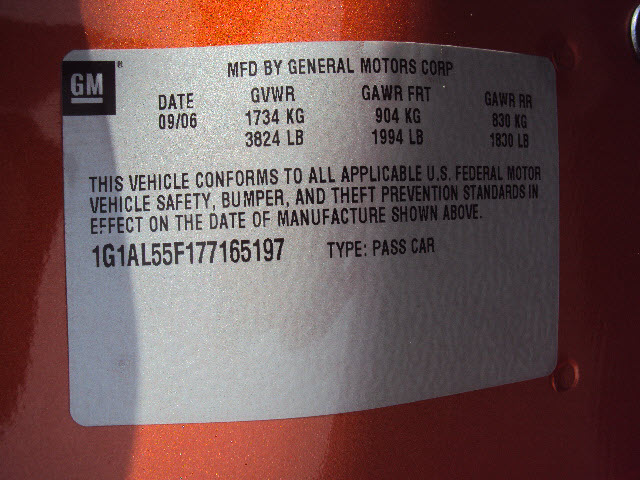 GM ®
MFD BY GENERAL MOTORS CORP
DATE GVWR GAWR FRT GAWR RR
09/06 1734 KG 904 KG 830 KG
3824 LB 1994 LB 1830 LB
THIS VEHICLE CONFORMS TO ALL APPLICABLE U.S. FEDERAL MOTOR
VEHICLE SAFETY, BUMPER, AND THEFT PREVENTION STANDARDS IN
EFFECT ON THE DATE OF MANUFACTURE SHOWN ABOVE.
1G1AL55F177165197 TYPE: PASS CAR